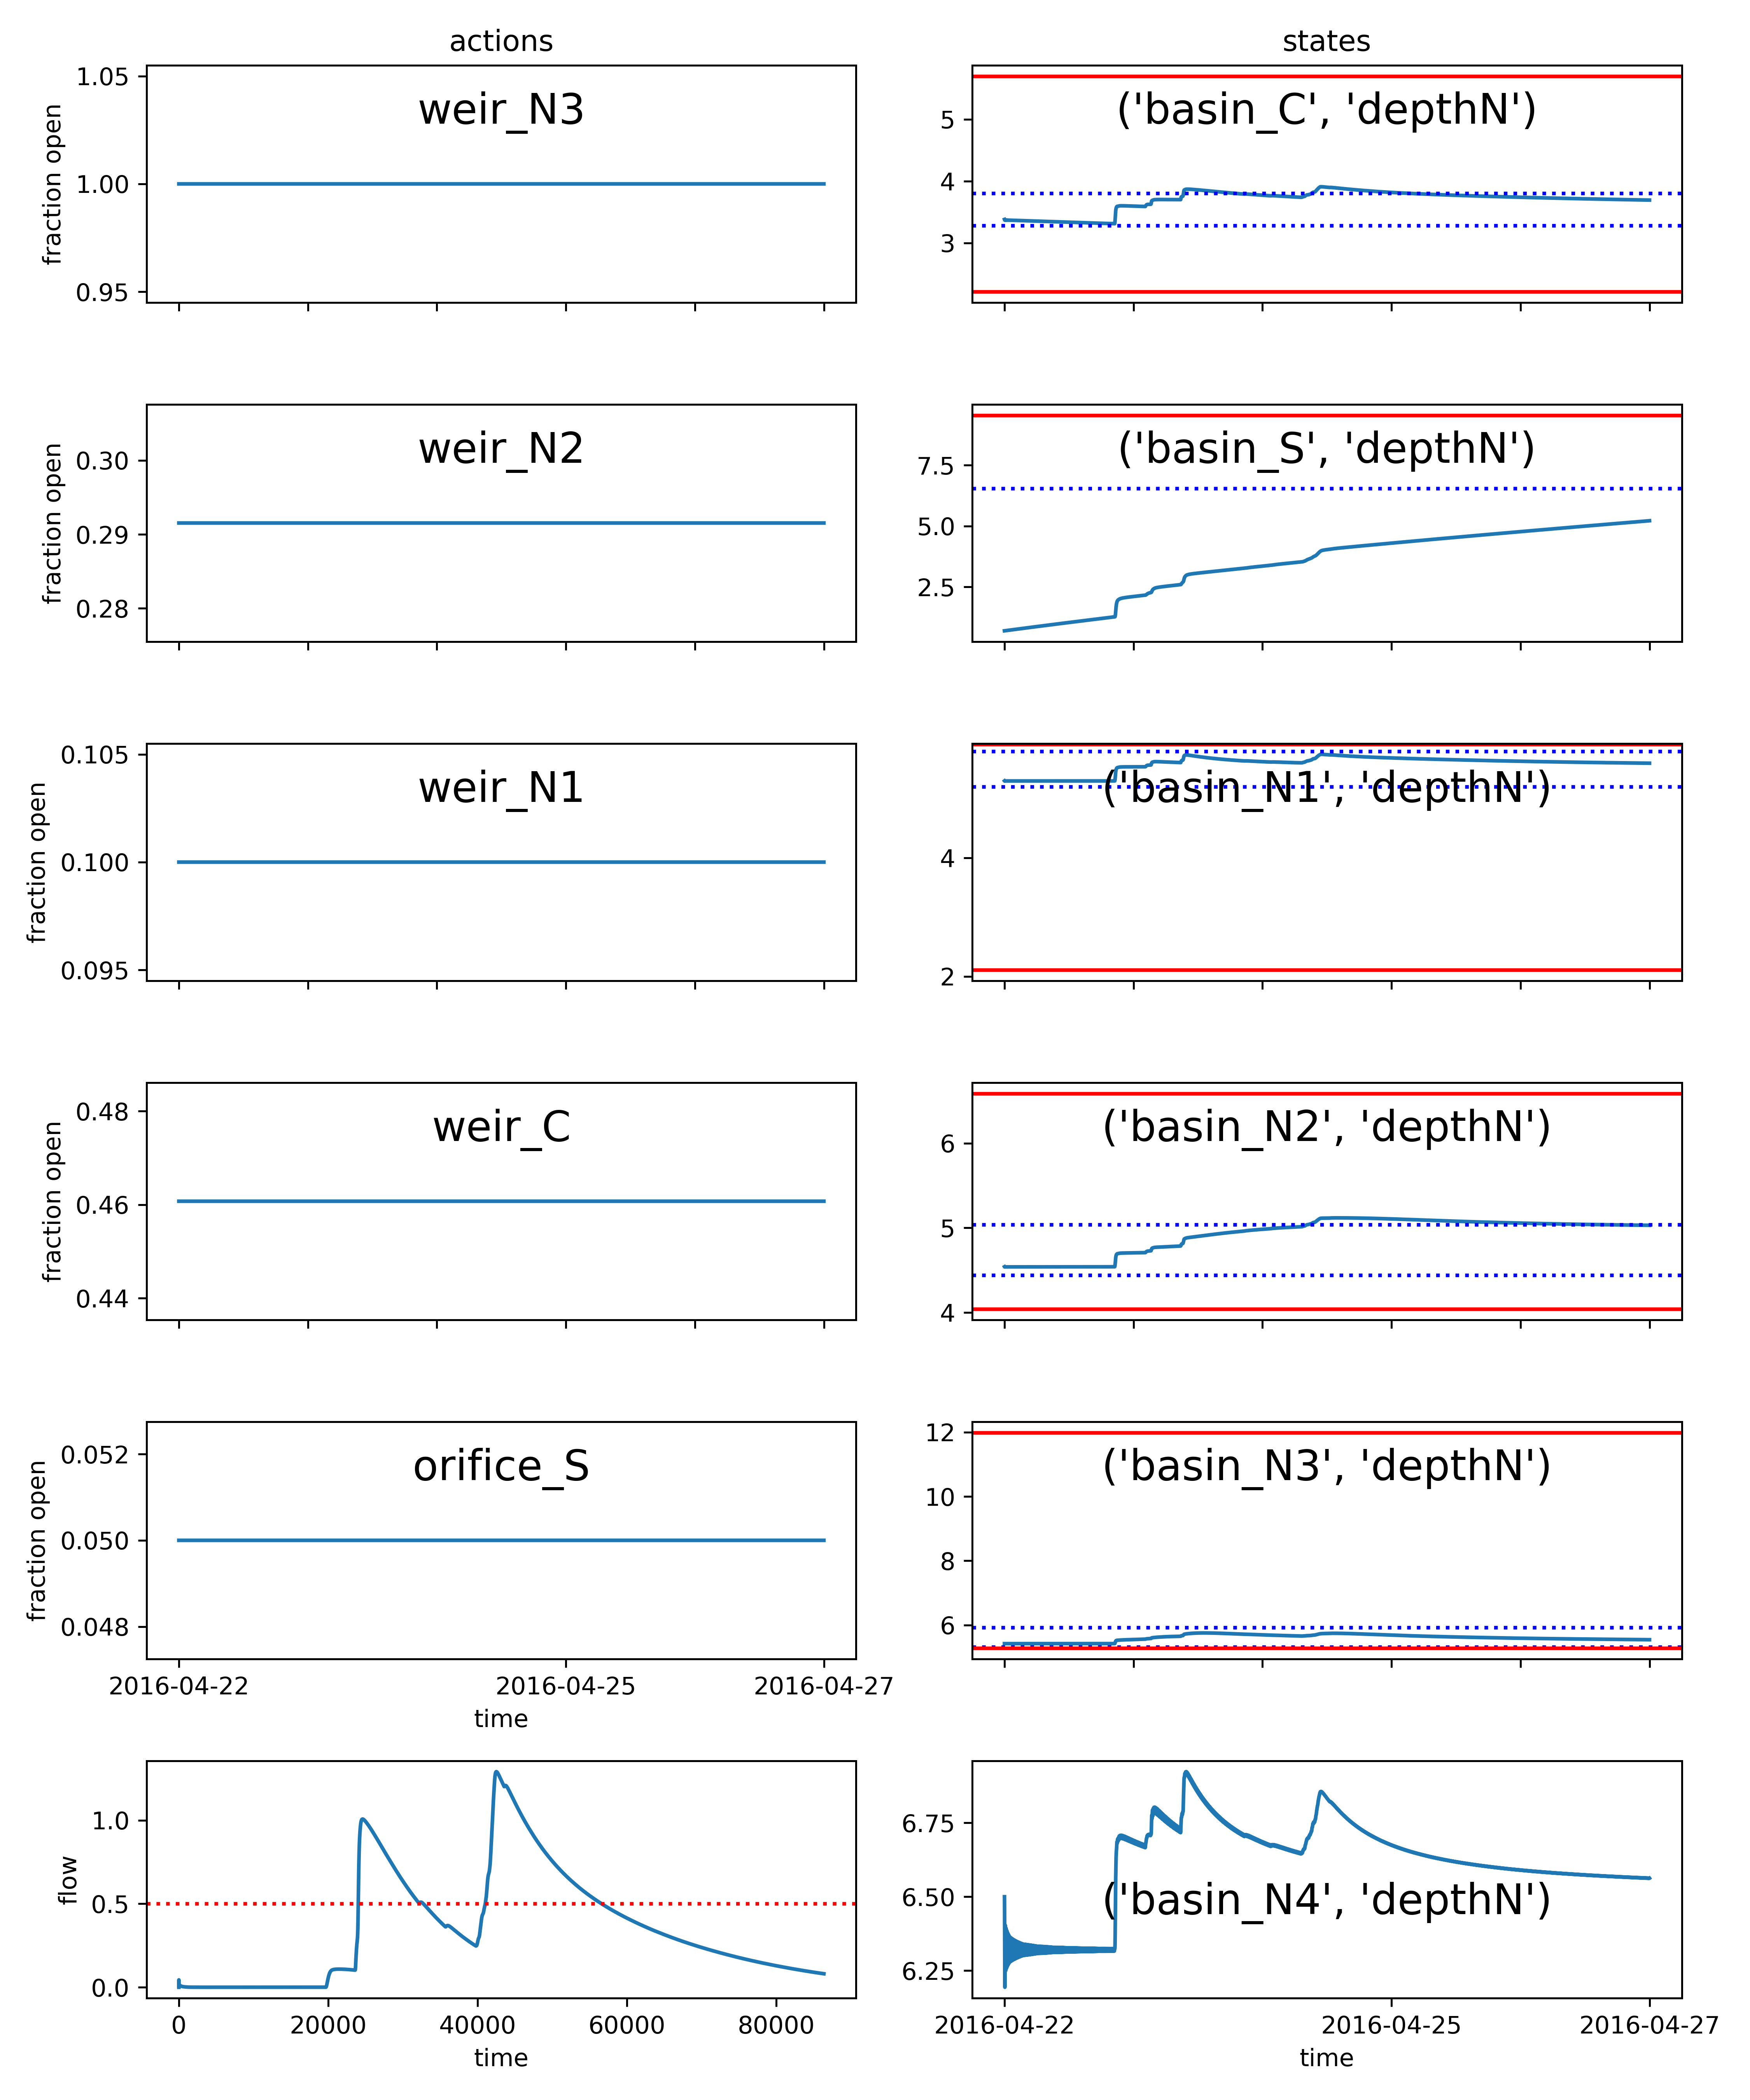 actions
states
fraction open
1.05
1.00
0.95
weir_N3
5
4
3
('basin_C', 'depthN')
fraction open
0.30
0.29
0.28
weir_N2
7.5
5.0
2.5
('basin_S', 'depthN')
fraction open
0.105
0.100
0.095
weir_N1
4
2
('basin_N1', 'depthN')
fraction open
0.48
0.46
0.44
weir_C
6
5
4
('basin_N2', 'depthN')
fraction open
0.052
0.050
0.048
orifice_S
2016-04-22 2016-04-25 2016-04-27
time
12
10
8
6
('basin_N3', 'depthN')
flow
1.0
0.5
0.0
0 20000 40000 60000 80000
time
6.75
6.50
6.25
('basin_N4', 'depthN')
2016-04-22 2016-04-25 2016-04-27
time